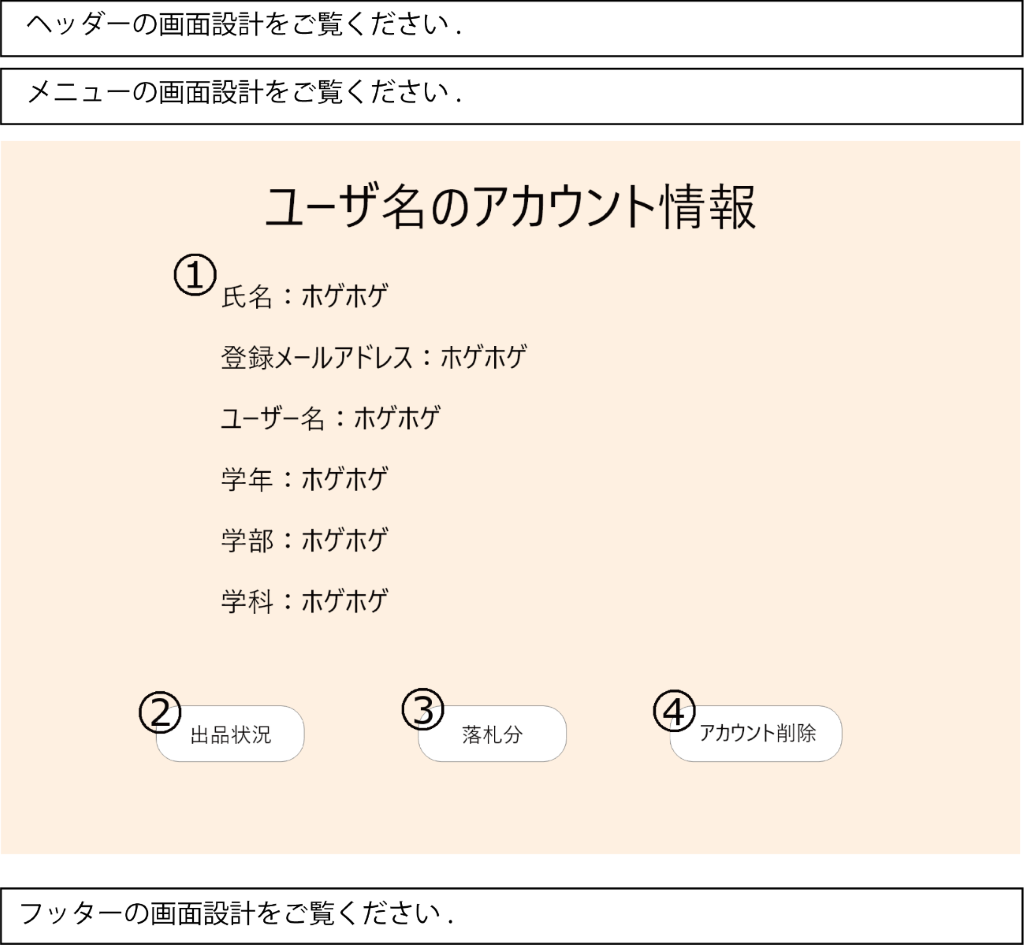 ヘッダーの画面設計をご覧ください.
メニューの画面設計をご覧ください.
ユーザ名のアカウント情報
①
氏名：ホゲホゲ
登録メールアドレス：ホゲホゲ
ユーザー名：ホゲホゲ
学年：ホゲホゲ
学部：ホゲホゲ
学科：ホゲホゲ
② 出品状況
③ 落札分
④ アカウント削除
フッターの画面設計をご覧ください.